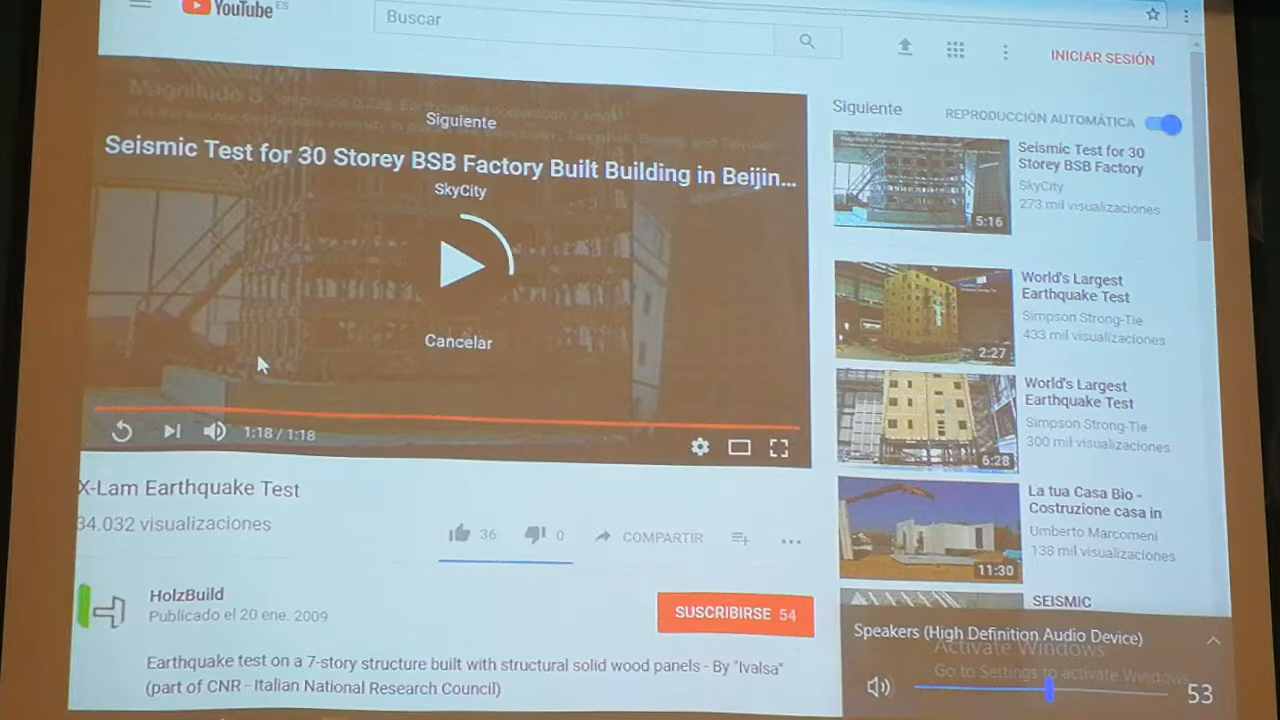 YouTube ES
Buscar
INICIAR SESIÓN
Siguiente
Seismic Test for 30 Storey BSB Factory Built Building in Beijin...
SkyCity
Cancelar
1:18 / 1:18
X-Lam Earthquake Test
34.032 visualizaciones
36
0
COMPARTIR
HolzBuild
Publicado el 20 ene. 2009
SUSCRIBIRSE 54
Earthquake test on a 7-story structure built with structural solid wood panels - By "Ivalsa"
(part of CNR - Italian National Research Council)
Siguiente
REPRODUCCIÓN AUTOMÁTICA
5:16
Seismic Test for 30
Storey BSB Factory
SkyCity
273 mil visualizaciones
2:27
World's Largest
Earthquake Test
Simpson Strong-Tie
433 mil visualizaciones
6:28
World's Largest
Earthquake Test
Simpson Strong-Tie
300 mil visualizaciones
11:30
La tua Casa Bio -
Costruzione casa in
Umberto Marcomeni
138 mil visualizaciones
SEISMIC
Speakers (High Definition Audio Device)
Activate Windows
Go to Settings to activate Windows.
53